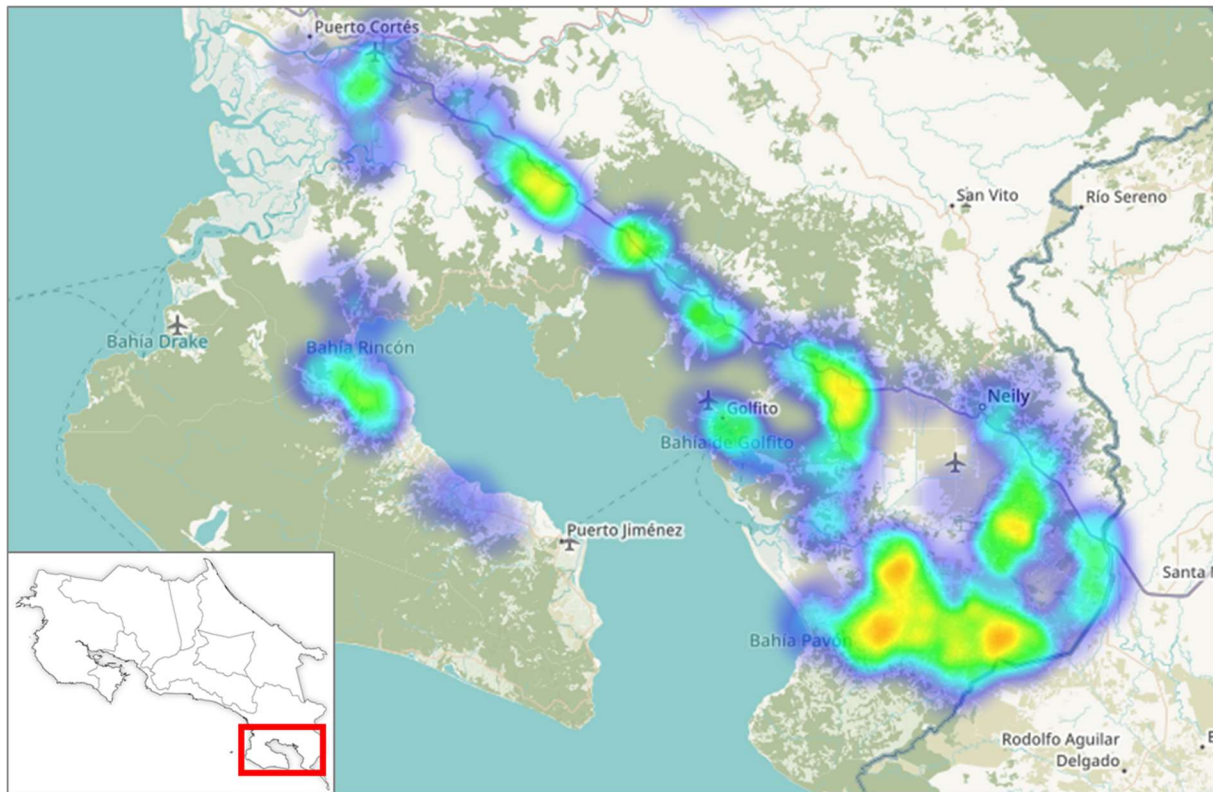 Puerto Cortés
San Vito
Río Sereno
Bahía Drake
Bahía Rincón
Neily
Golfito
Bahía de Golfito
Puerto Jiménez
Santa
Bahía Pavón
Rodolfo Aguilar
Delgado